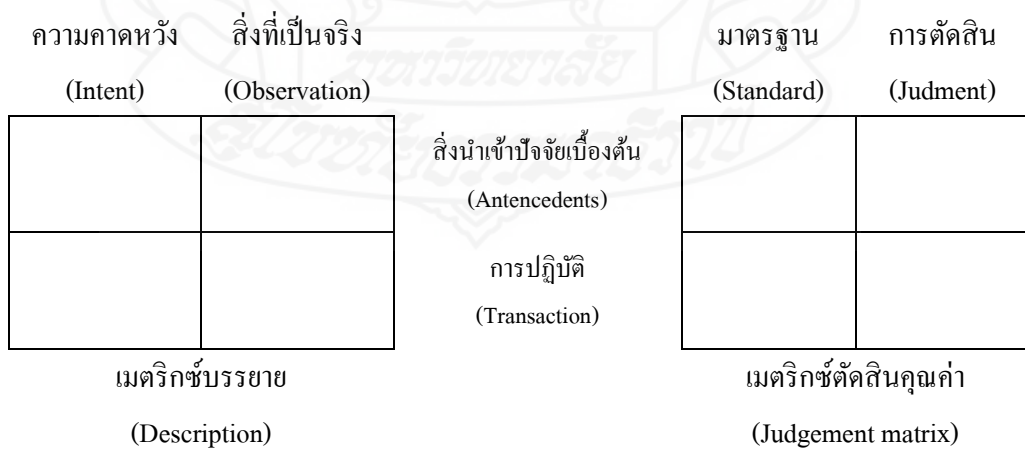 ความคาดหวัง สิ่งที่เป็นจริง มาตรฐาน การตัดสิน
(Intent) (Observation) (Standard) (Judment)
สิ่งนำเข้าปัจจัยเบื้องต้น
(Antencedents)
การปฏิบัติ
(Transaction)
เมตริกซ์บรรยาย เมตริกซ์ตัดสินคุณค่า
(Description) (Judgement matrix)